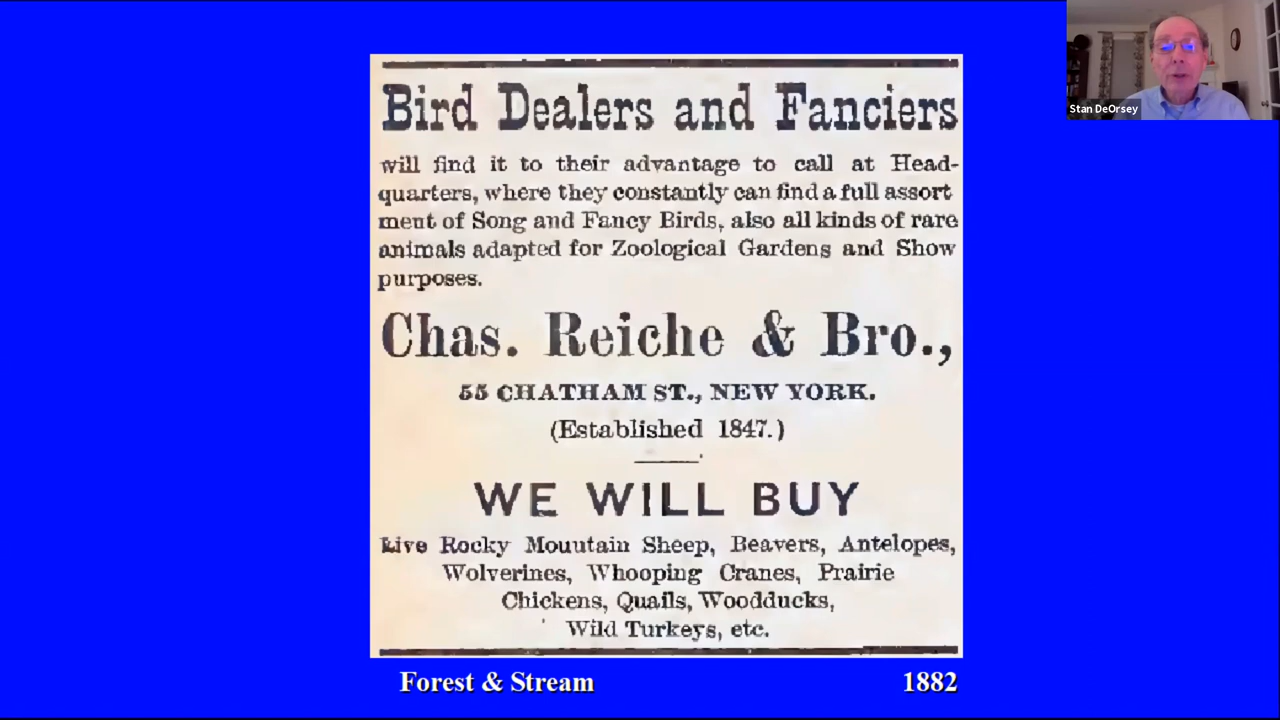 Bird Dealers and Fanciers
will find it to their advantage to call at Head-
quarters, where they constantly can find a full assort
ment of Song and Fancy Birds, also all kinds of rare
animals adapted for Zoological Gardens and Show
purposes.
Chas. Reiche & Bro.,
55 CHATHAM ST., NEW YORK.
(Established 1847.)
WE WILL BUY
Live Rocky Mouutain Sheep, Beavers, Antelopes,
Wolverines, Whooping Cranes, Prairie
Chickens, Quails, Woodducks,
Wild Turkeys, etc.
Forest & Stream 1882
Stan DeOrsey